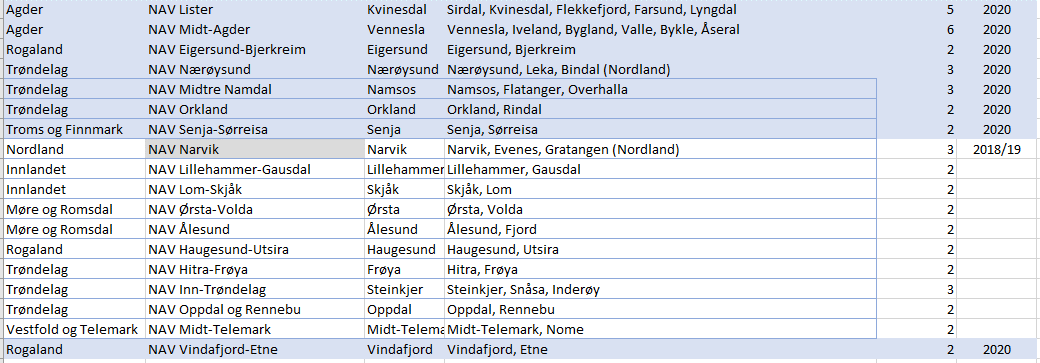 Agder NAV Lister Kvinesdal Sirdal, Kvinesdal, Flekkefjord, Farsund, Lyngdal 5 2020
Agder NAV Midt-Agder Vennesla Vennesla, Iveland, Bygland, Valle, Bykle, Åseral 6 2020
Rogaland NAV Eigersund-Bjerkreim Eigersund Eigersund, Bjerkreim 2 2020
Trøndelag NAV Nærøysund Nærøysund Nærøysund, Leka, Bindal (Nordland) 3 2020
Trøndelag NAV Midtre Namdal Namsos Namsos, Flatanger, Overhalla 3 2020
Trøndelag NAV Orkland Orkland Orkland, Rindal 2 2020
Troms og Finnmark NAV Senja-Sørreisa Senja Senja, Sørreisa 2 2020
Nordland NAV Narvik Narvik Narvik, Evenes, Gratangen (Nordland) 3 2018/19
Innlandet NAV Lillehammer-Gausdal Lillehammer Lillehammer, Gausdal 2
Innlandet NAV Lom-Skjåk Skjåk Skjåk, Lom 2
Møre og Romsdal NAV Ørsta-Volda Ørsta Ørsta, Volda 2
Møre og Romsdal NAV Ålesund Ålesund Ålesund, Fjord 2
Rogaland NAV Haugesund-Utsira Haugesund Haugesund, Utsira 2
Trøndelag NAV Hitra-Frøya Frøya Hitra, Frøya 2
Trøndelag NAV Inn-Trøndelag Steinkjer Steinkjer, Snåsa, Inderøy 3
Trøndelag NAV Oppdal og Rennebu Oppdal Oppdal, Rennebu 2
Vestfold og Telemark NAV Midt-Telemark Midt-Telema Midt-Telemark, Nome 2
Rogaland NAV Vindafjord-Etne Vindafjord Vindafjord, Etne 2 2020